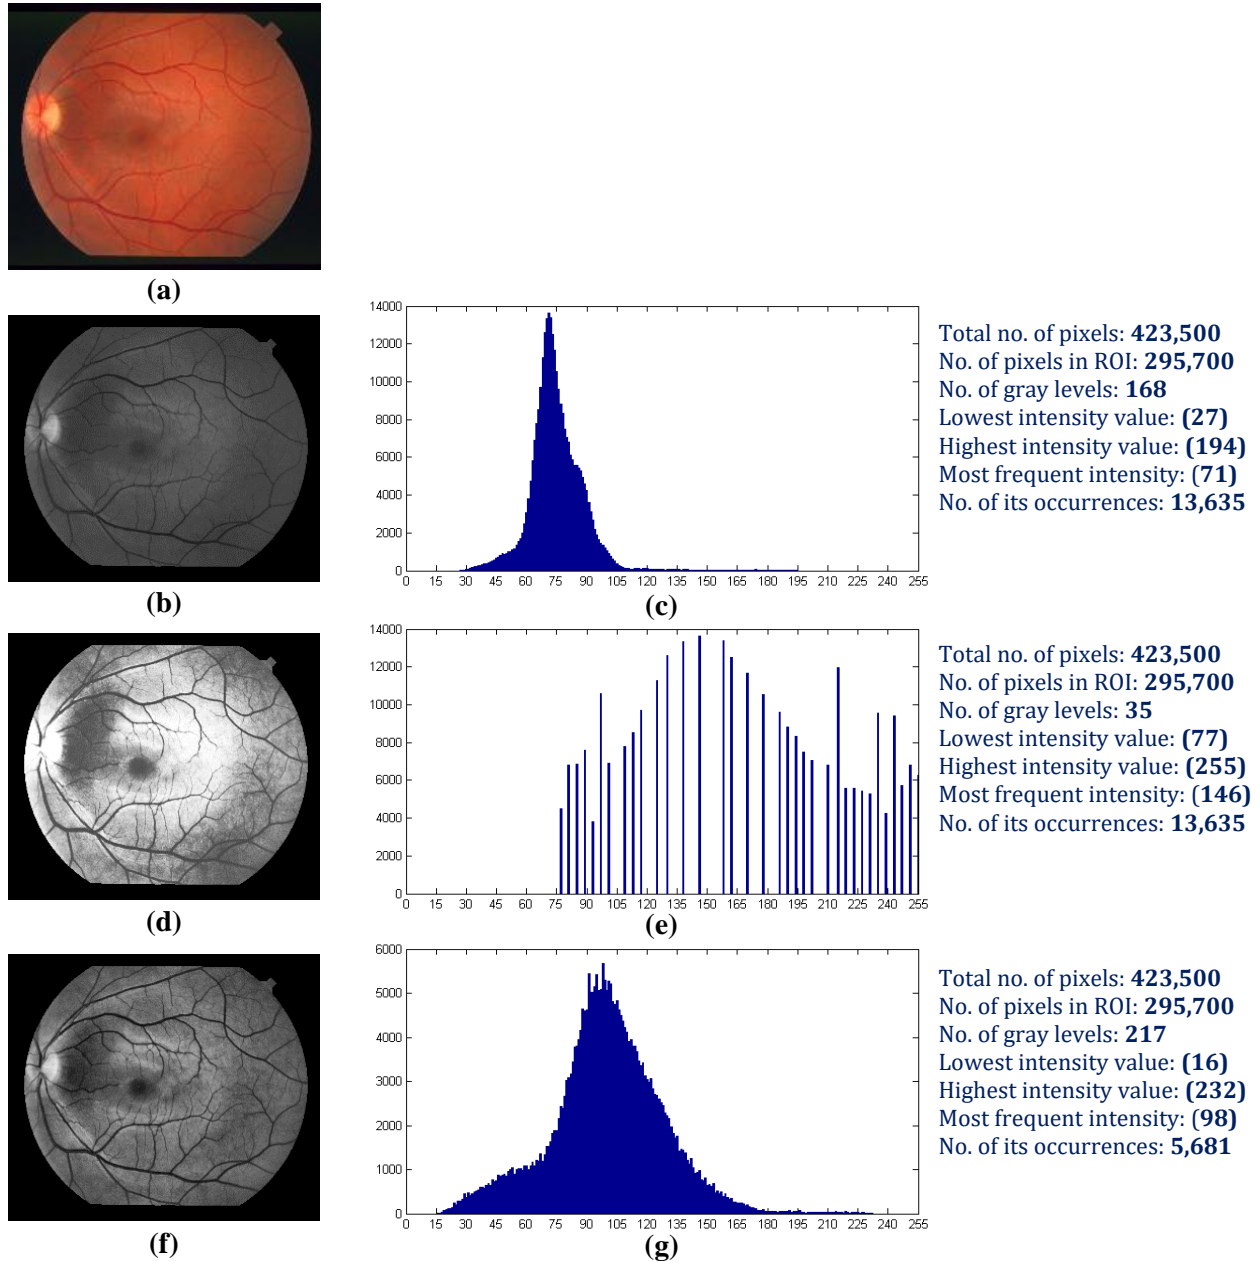 (a)
(b)
14000
12000
10000
8000
6000
4000
2000
0
0 15 30 45 60 75 90 105 120 135 150 165 180 195 210 225 240 255
(c)
Total no. of pixels: 423,500
No. of pixels in ROI: 295,700
No. of gray levels: 168
Lowest intensity value: (27)
Highest intensity value: (194)
Most frequent intensity: (71)
No. of its occurrences: 13,635
(d)
14000
12000
10000
8000
6000
4000
2000
0
0 15 30 45 60 75 90 105 120 135 150 165 180 195 210 225 240 255
(e)
Total no. of pixels: 423,500
No. of pixels in ROI: 295,700
No. of gray levels: 35
Lowest intensity value: (77)
Highest intensity value: (255)
Most frequent intensity: (146)
No. of its occurrences: 13,635
(f)
6000
5000
4000
3000
2000
1000
0
0 15 30 45 60 75 90 105 120 135 150 165 180 195 210 225 240 255
(g)
Total no. of pixels: 423,500
No. of pixels in ROI: 295,700
No. of gray levels: 217
Lowest intensity value: (16)
Highest intensity value: (232)
Most frequent intensity: (98)
No. of its occurrences: 5,681